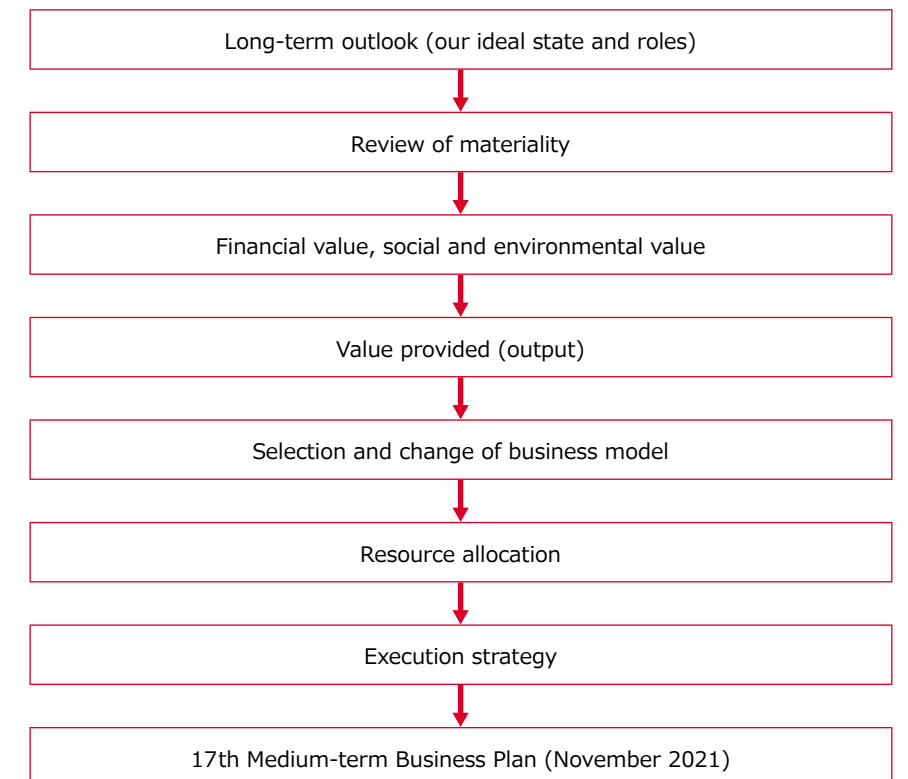 Long-term outlook (our ideal state and roles)
Review of materiality
Financial value, social and environmental value
Value provided (output)
Selection and change of business model
Resource allocation
Execution strategy
17th Medium-term Business Plan (November 2021)